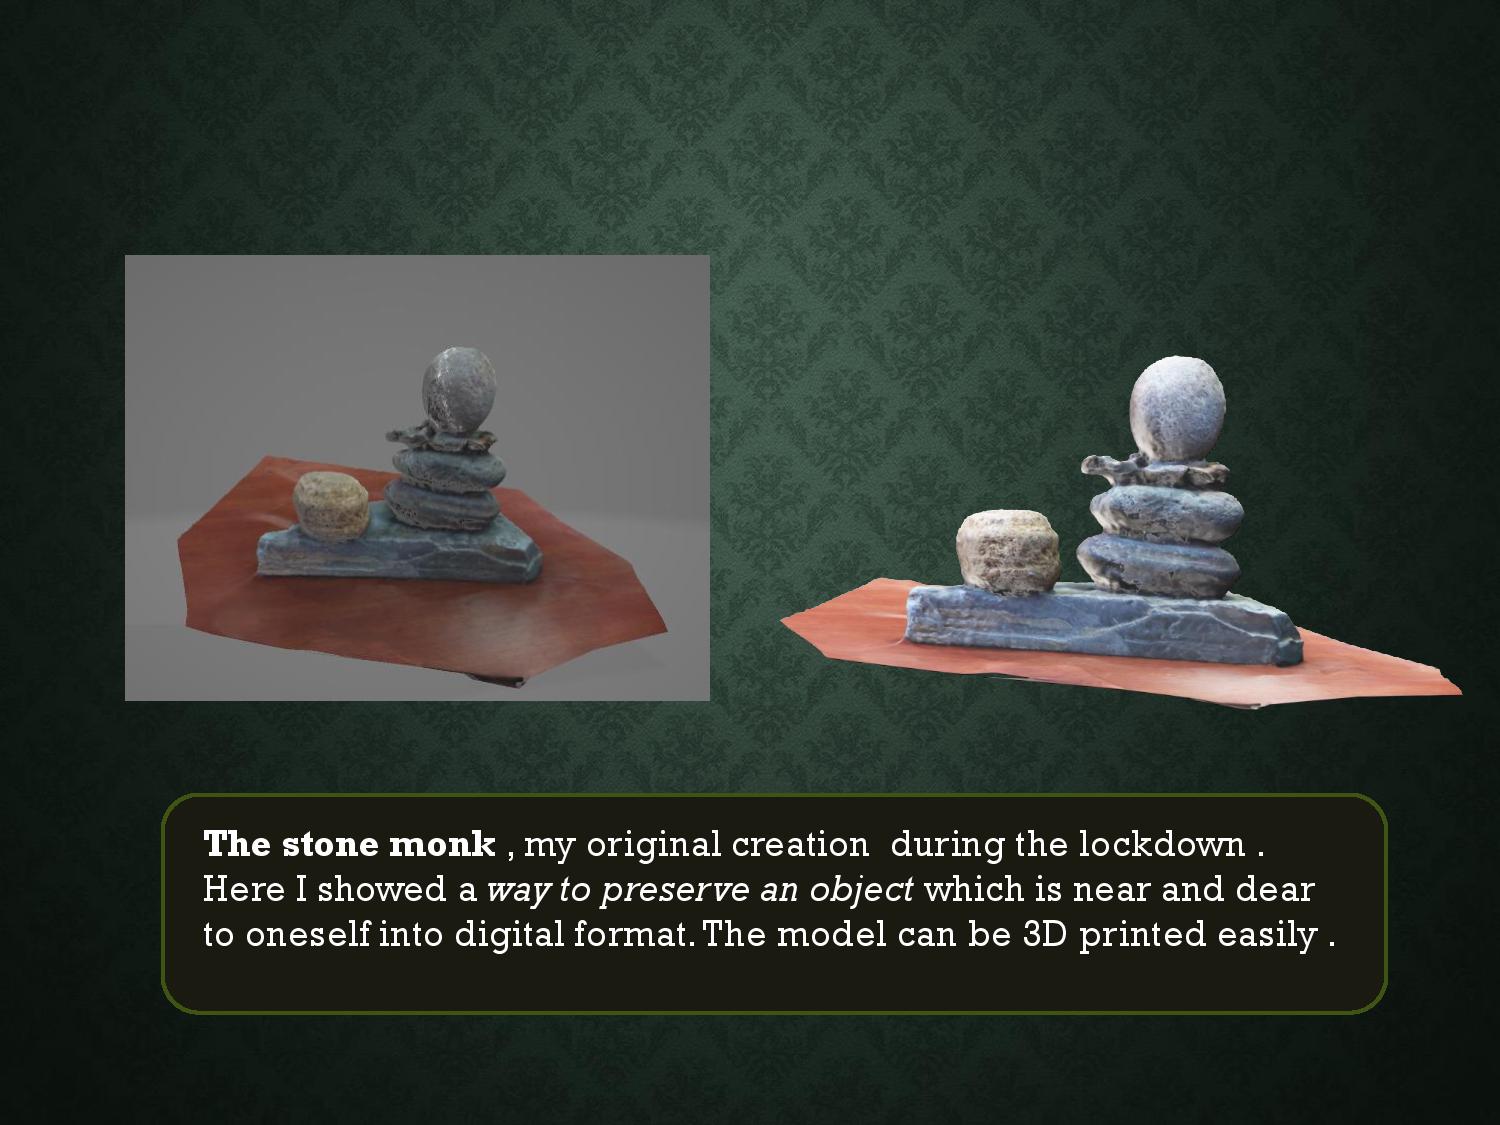 The stone monk , my original creation  during the lockdown .
Here I showed a way to preserve an object which is near and dear
to oneself into digital format. The model can be 3D printed easily .